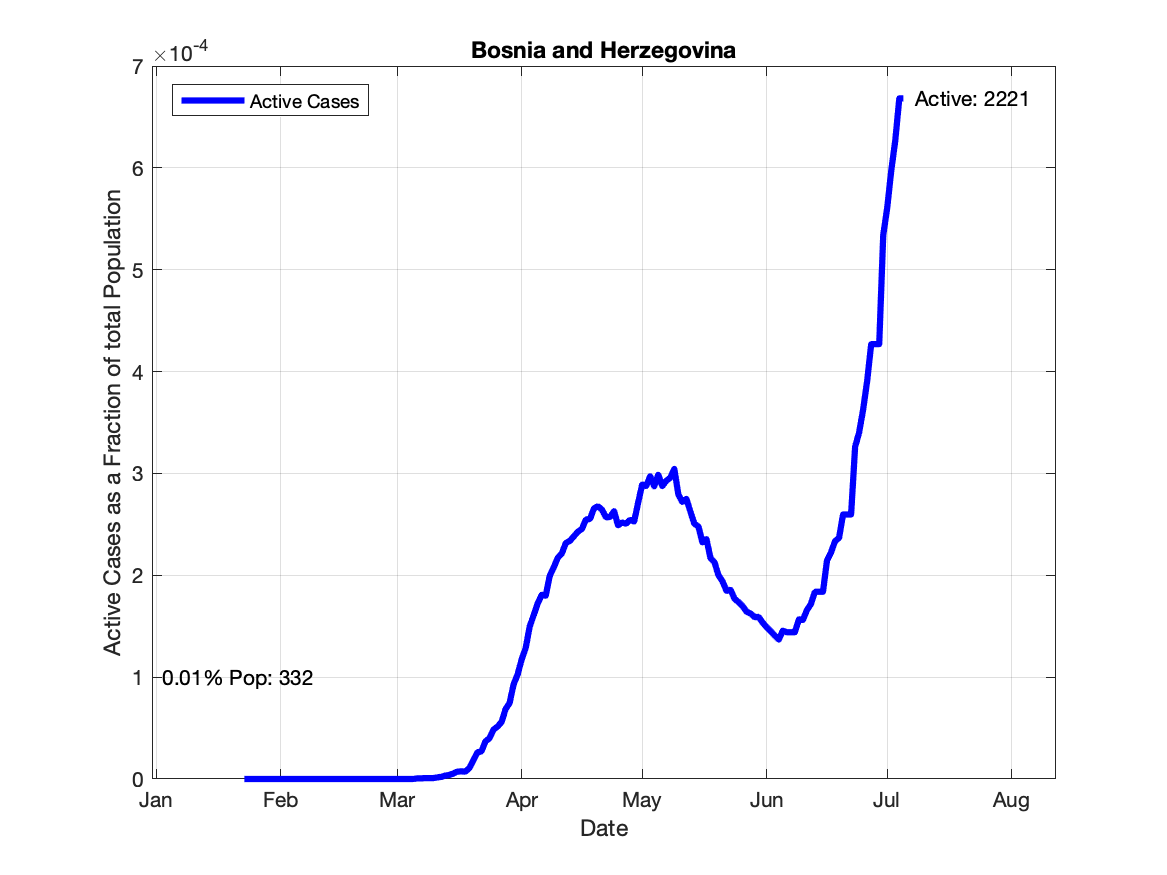 Bosnia and Herzegovina
×10-4
7
6
5
4
3
2
1
0
Active Cases as a Fraction of total Population
Active Cases
Active: 2221
0.01% Pop: 332
Jan Feb Mar Apr May Jun Jul Aug
Date